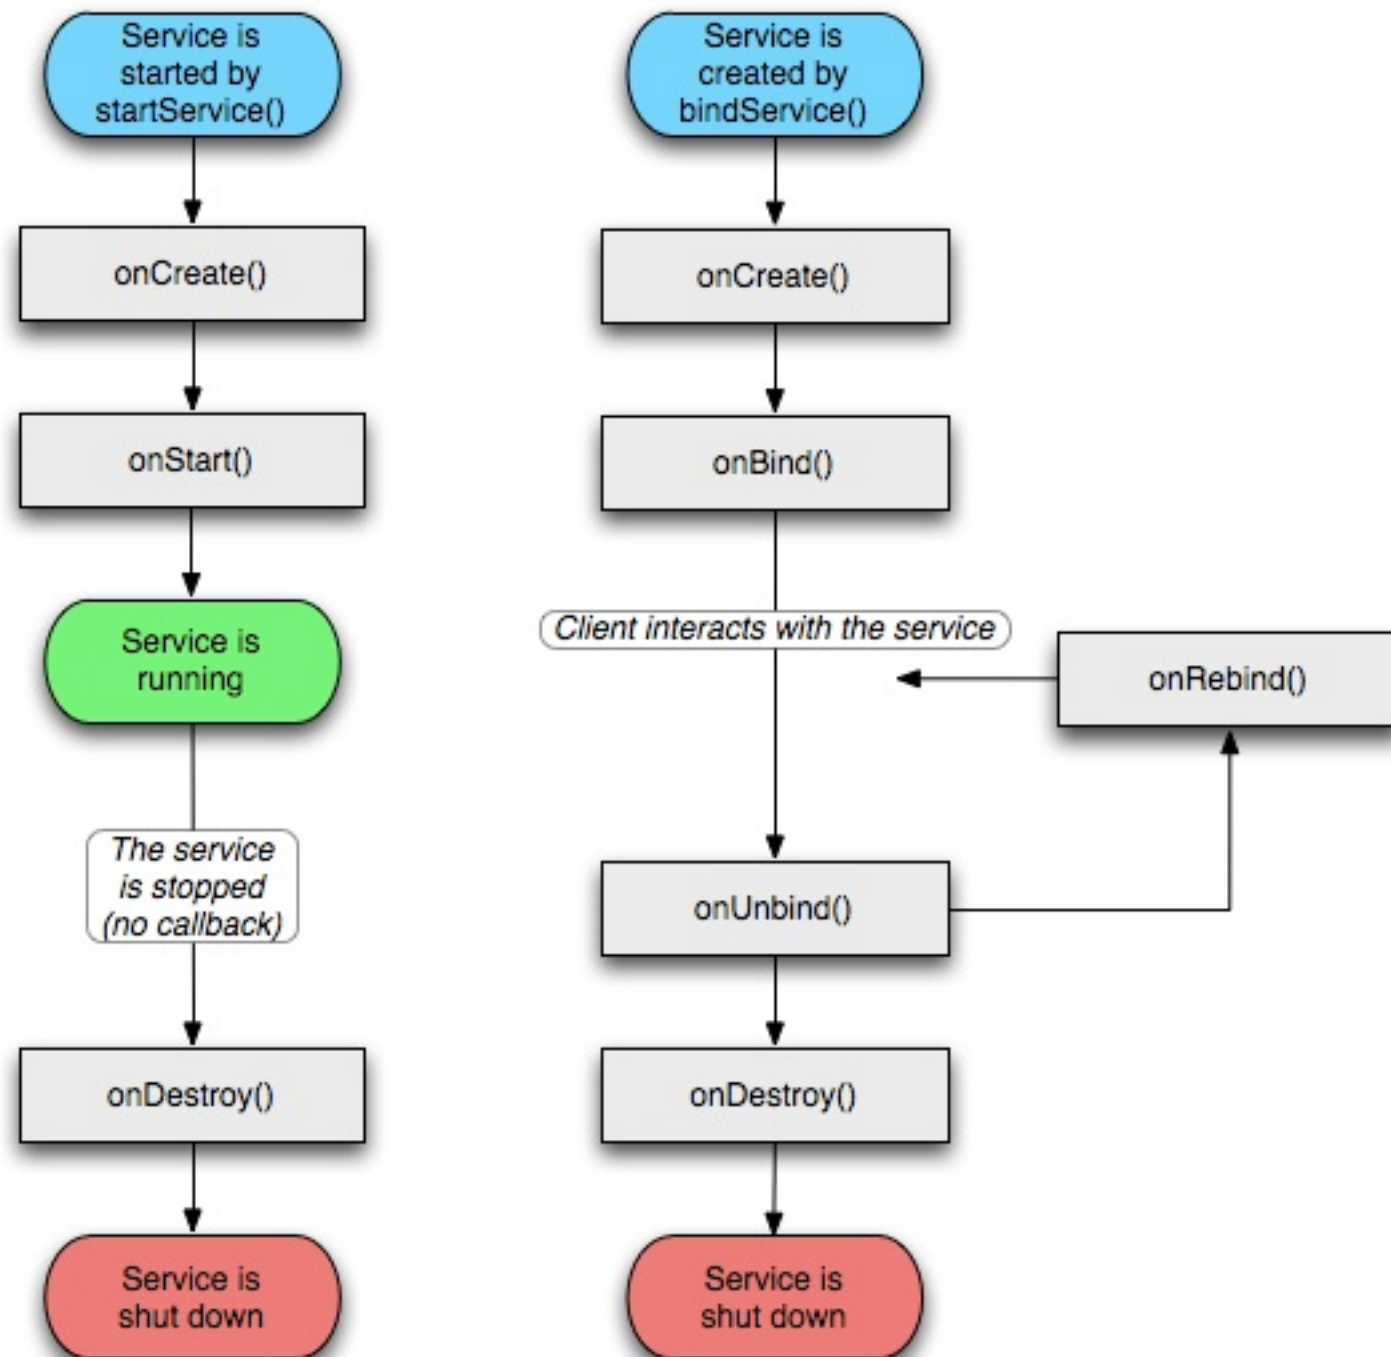 Service is
started by
startService()
onCreate()
onStart()
Service is
running
The service
is stopped
(no callback)
onDestroy()
Service is
shut down
Service is
created by
bindService()
onCreate()
onBind()
Client interacts with the service
onRebind()
onUnbind()
onDestroy()
Service is
shut down